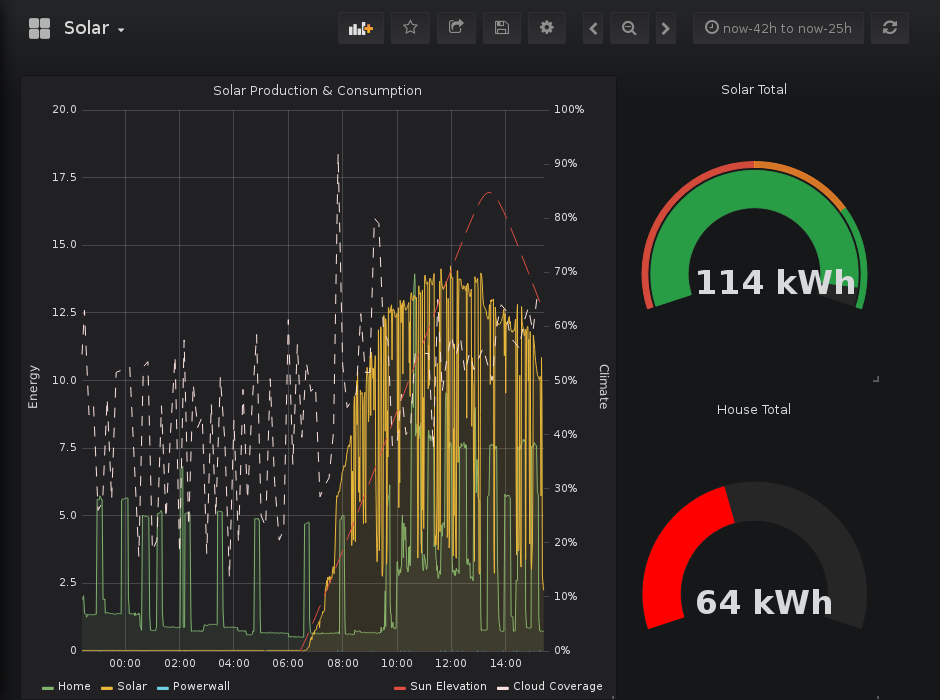 Solar
now-42h to now-25h
Solar Production & Consumption
20.0
17.5
15.0
12.5
10.0
7.5
5.0
2.5
0
Energy
100%
90%
80%
70%
60%
50%
40%
30%
20%
10%
0%
Climate
00:00 02:00 04:00 06:00 08:00 10:00 12:00 14:00
Home Solar Powerwall Sun Elevation Cloud Coverage
Solar Total
114 kWh
House Total
64 kWh